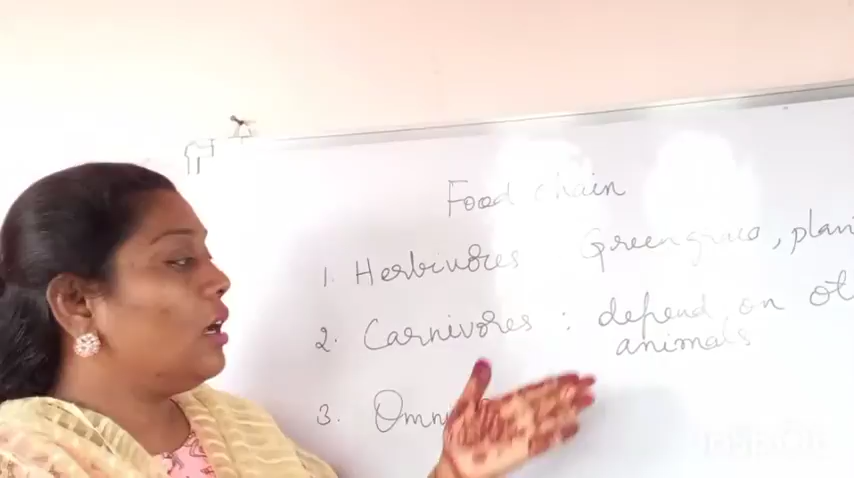 Food chain
1. Herbivores Green grass, plan
2. Carnivores : depend on ot
animals
3. Omn